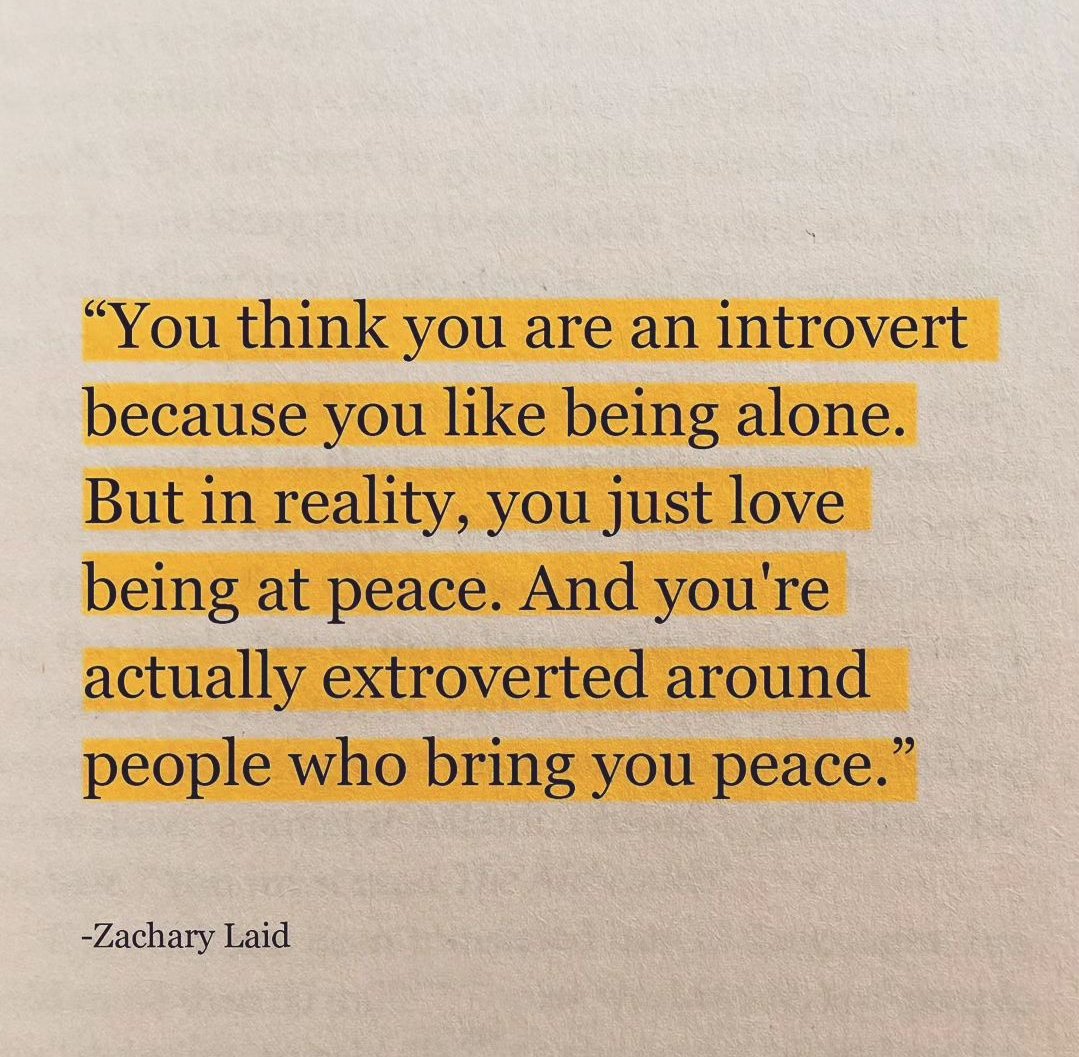 “You think you are an introvert
because you like being alone.
But in reality, you just love
being at peace. And you're
actually extroverted around
people who bring you peace.”
-Zachary Laid